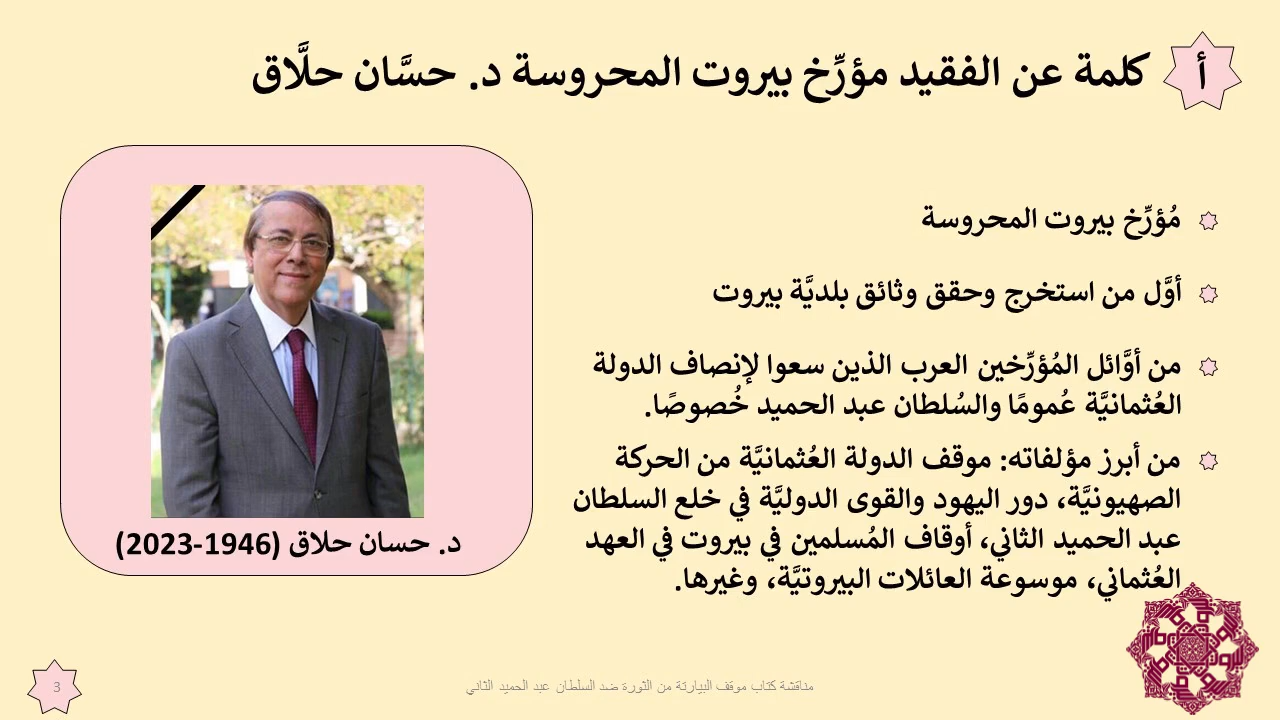 أ
كلمة عن الفقيد مؤرِّخ بيروت المحروسة د. حسَّان حلَّاق
مُؤرِّخ بيروت المحروسة
أوَّل من استخرج وحقق وثائق بلديَّة بيروت
من أوَّائل المُؤرِّخين العرب الذين سعوا لإنصاف الدولة
العُثمانيَّة عُمومًا والسُلطان عبد الحميد خُصوصًا.
من أبرز مؤلفاته: موقف الدولة العُثمانيَّة من الحركة
الصهيونيَّة، دور اليهود والقوى الدوليَّة في خلع السلطان
عبد الحميد الثاني، أوقاف المُسلمين في بيروت في العهد
العُثماني، موسوعة العائلات البيروتيَّة، وغيرها.
د. حسان حلاق (1946-2023)
مناقشة كتاب موقف البيارتة من الثورة ضد السلطان عبد الحميد الثاني
3